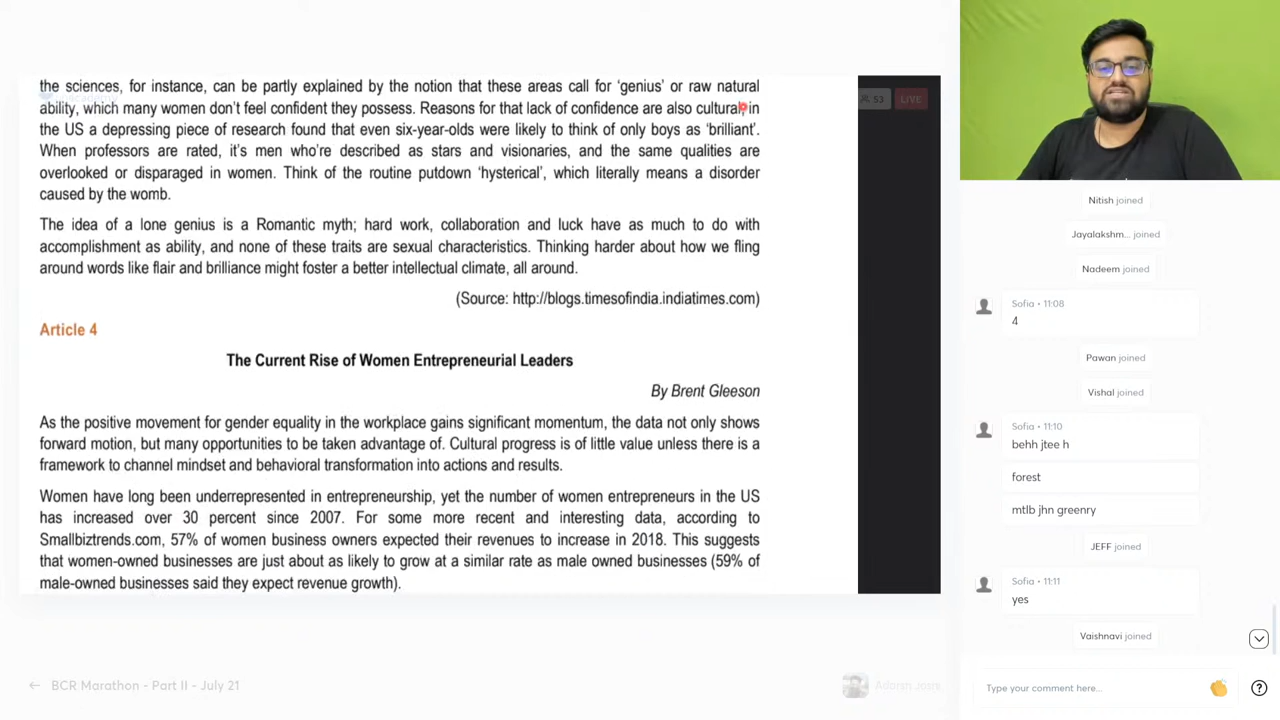 the sciences, for instance, can be partly explained by the notion that these areas call for 'genius' or raw natural
ability, which many women don't feel confident they possess. Reasons for that lack of confidence are also cultural, in
the US a depressing piece of research found that even six-year-olds were likely to think of only boys as 'brilliant'.
When professors are rated, it's men who're described as stars and visionaries, and the same qualities are
overlooked or disparaged in women. Think of the routine putdown 'hysterical', which literally means a disorder
caused by the womb.
The idea of a lone genius is a Romantic myth; hard work, collaboration and luck have as much to do with
accomplishment as ability, and none of these traits are sexual characteristics. Thinking harder about how we fling
around words like flair and brilliance might foster a better intellectual climate, all around.
(Source: http://blogs.timesofindia.indiatimes.com)
Article 4
The Current Rise of Women Entrepreneurial Leaders
By Brent Gleeson
As the positive movement for gender equality in the workplace gains significant momentum, the data not only shows
forward motion, but many opportunities to be taken advantage of. Cultural progress is of little value unless there is a
framework to channel mindset and behavioral transformation into actions and results.
Women have long been underrepresented in entrepreneurship, yet the number of women entrepreneurs in the US
has increased over 30 percent since 2007. For some more recent and interesting data, according to
Smallbiztrends.com, 57% of women business owners expected their revenues to increase in 2018. This suggests
that women-owned businesses are just about as likely to grow at a similar rate as male owned businesses (59% of
male-owned businesses said they expect revenue growth).
53
LIVE
BCR Marathon - Part II - July 21
Nitish joined
Jayalakshm... joined
Nadeem joined
Sofia • 11:08
4
Pawan joined
Vishal joined
Sofia • 11:10
behh jtee h
forest
mtlb jhn greenry
JEFF joined
Sofia • 11:11
yes
Vaishnavi joined
Type your comment here...